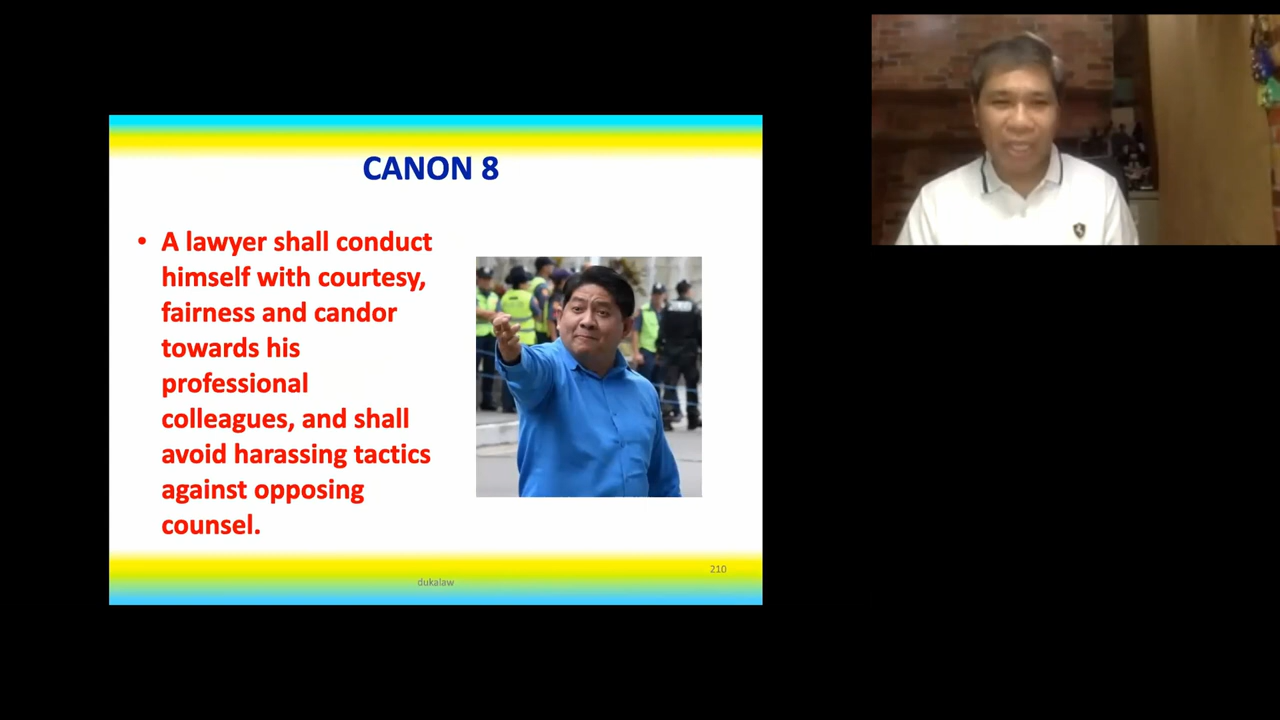 CANON 8
• A lawyer shall conduct
himself with courtesy,
fairness and candor
towards his
professional
colleagues, and shall
avoid harassing tactics
against opposing
counsel.
210
dukalaw